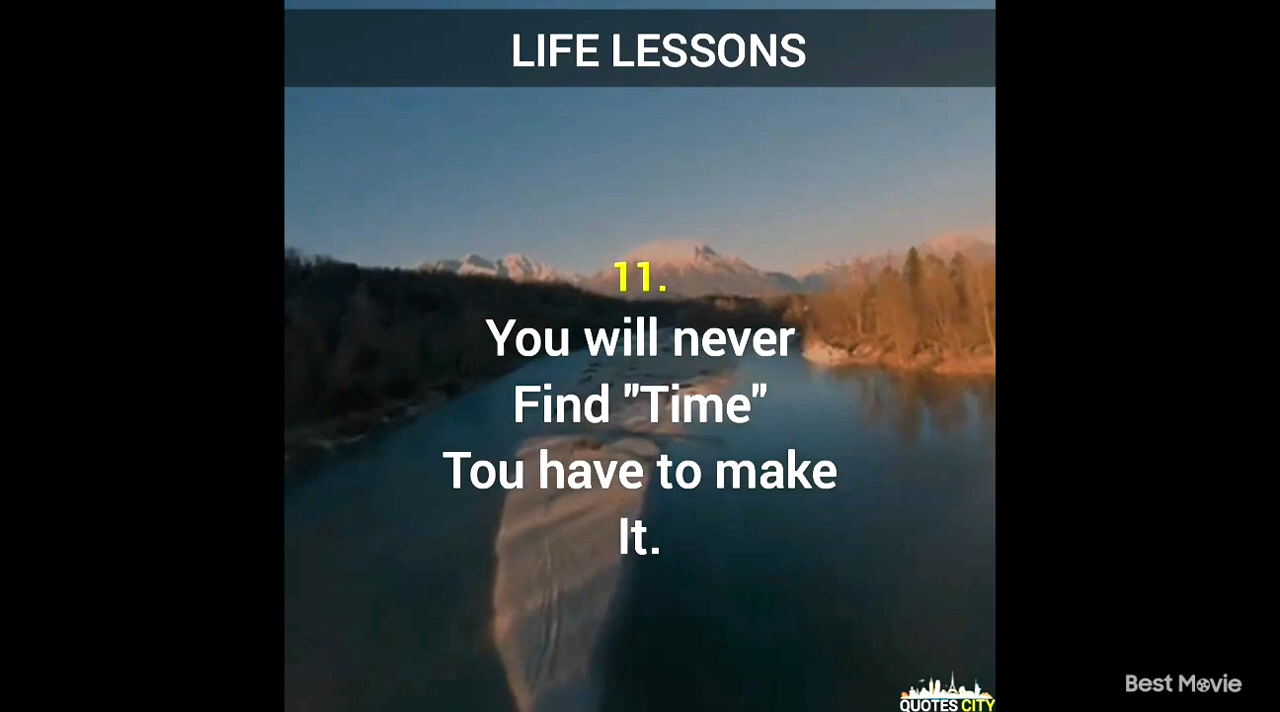 LIFE LESSONS
11.
You will never
Find "Time"
Tou have to make
It.
QUOTES CITY
Best Movie